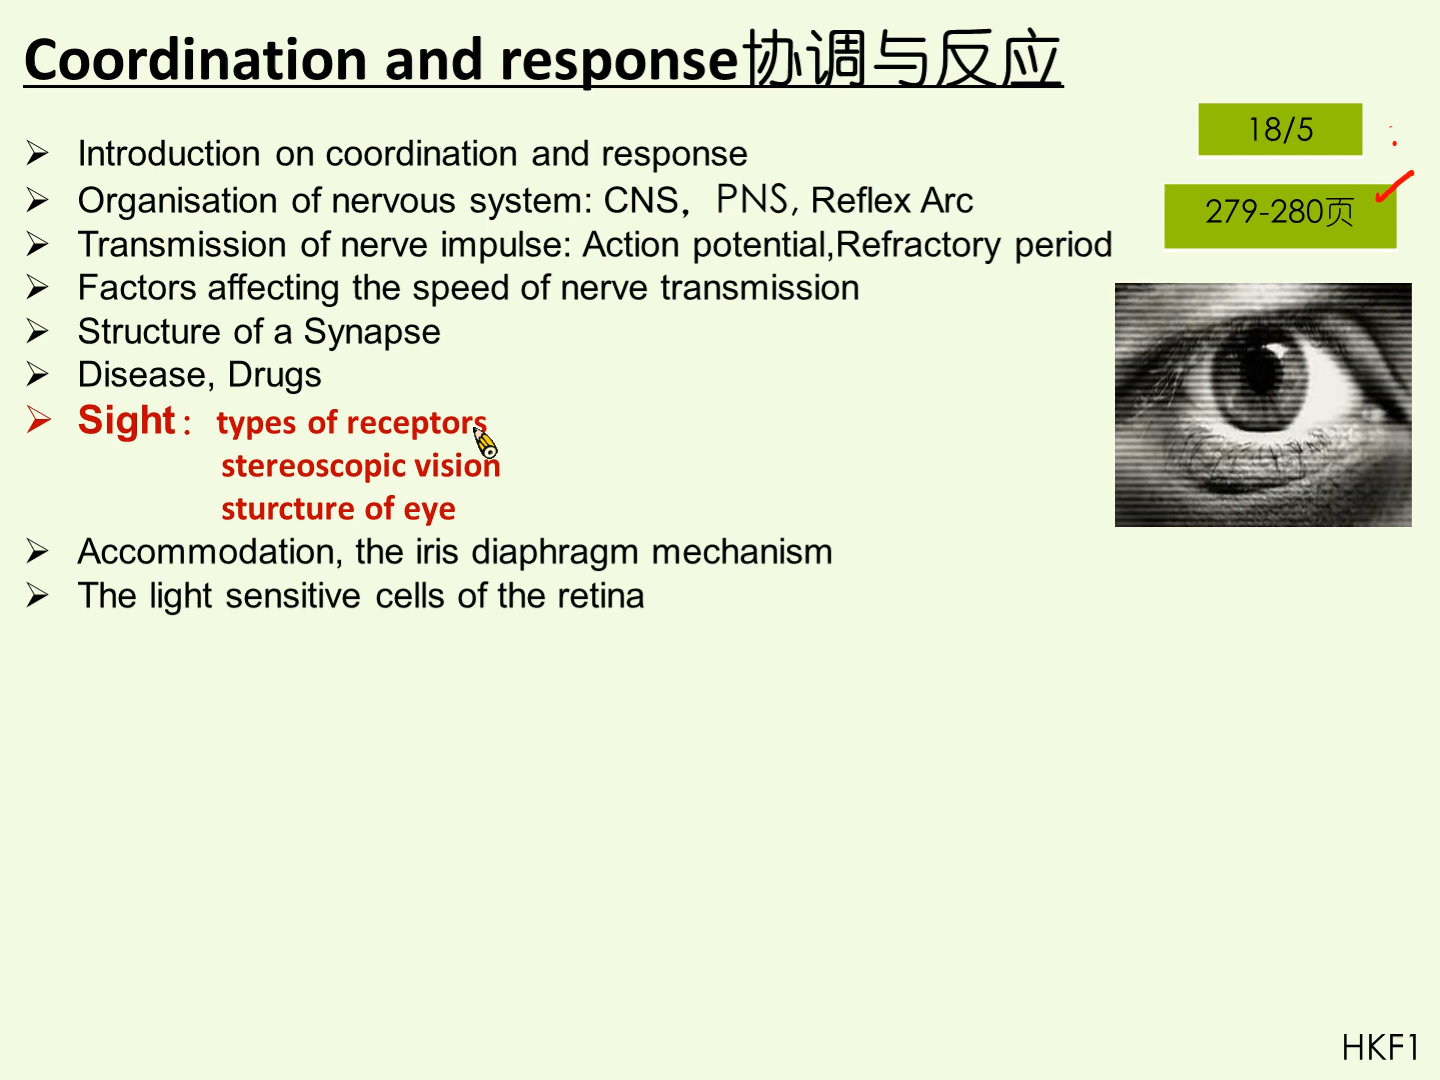 Coordination and response协调与反应
18/5
279-280页
Introduction on coordination and response
Organisation of nervous system: CNS，PNS, Reflex Arc
Transmission of nerve impulse: Action potential,Refractory period
Factors affecting the speed of nerve transmission
Structure of a Synapse
Disease, Drugs
Sight： types of receptors
stereoscopic vision
sturcture of eye
Accommodation, the iris diaphragm mechanism
The light sensitive cells of the retina
HKF1